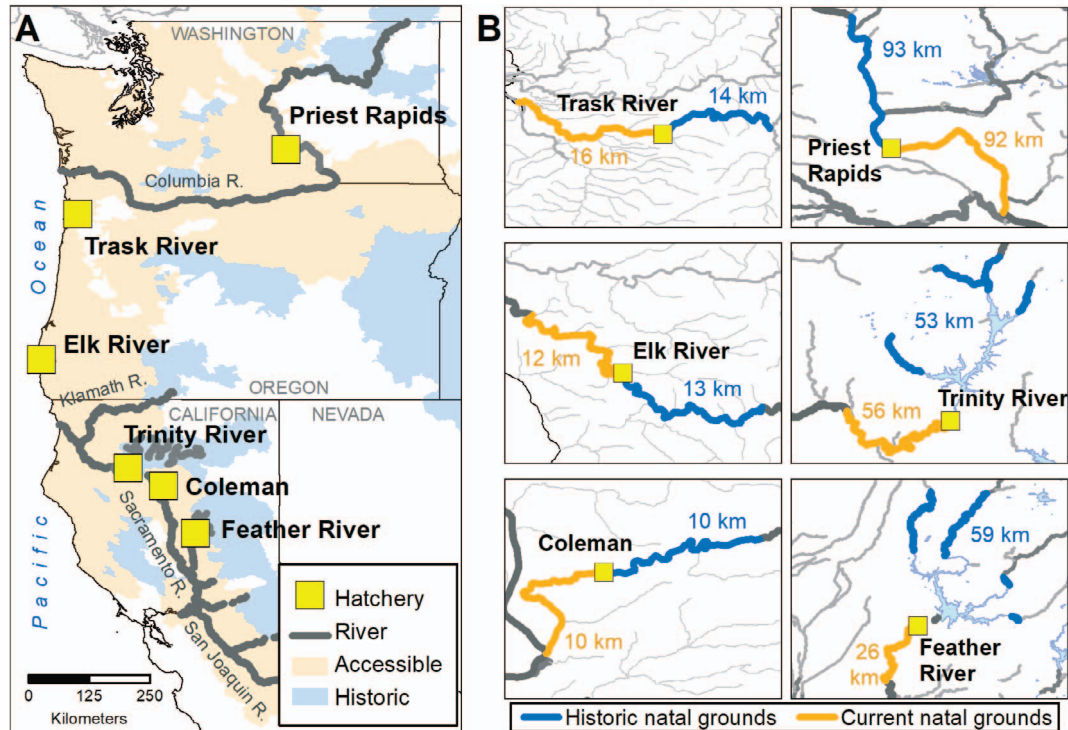 A
WASHINGTON
Priest Rapids
Columbia R.
Trask River
Ocean
Elk River
Klamath R.
OREGON
CALIFORNIA
NEVADA
Trinity River
Coleman
Sacramento R.
Feather River
Pacific
San Joaquin R.
Hatchery
River
Accessible
Historic
0 125 250
Kilometers
B
Trask River
14 km
16 km
93 km
Priest
Rapids
92 km
12 km
Elk River
13 km
53 km
Trinity River
56 km
Coleman
10 km
10 km
59 km
Feather
River
26
km
Historic natal grounds
Current natal grounds